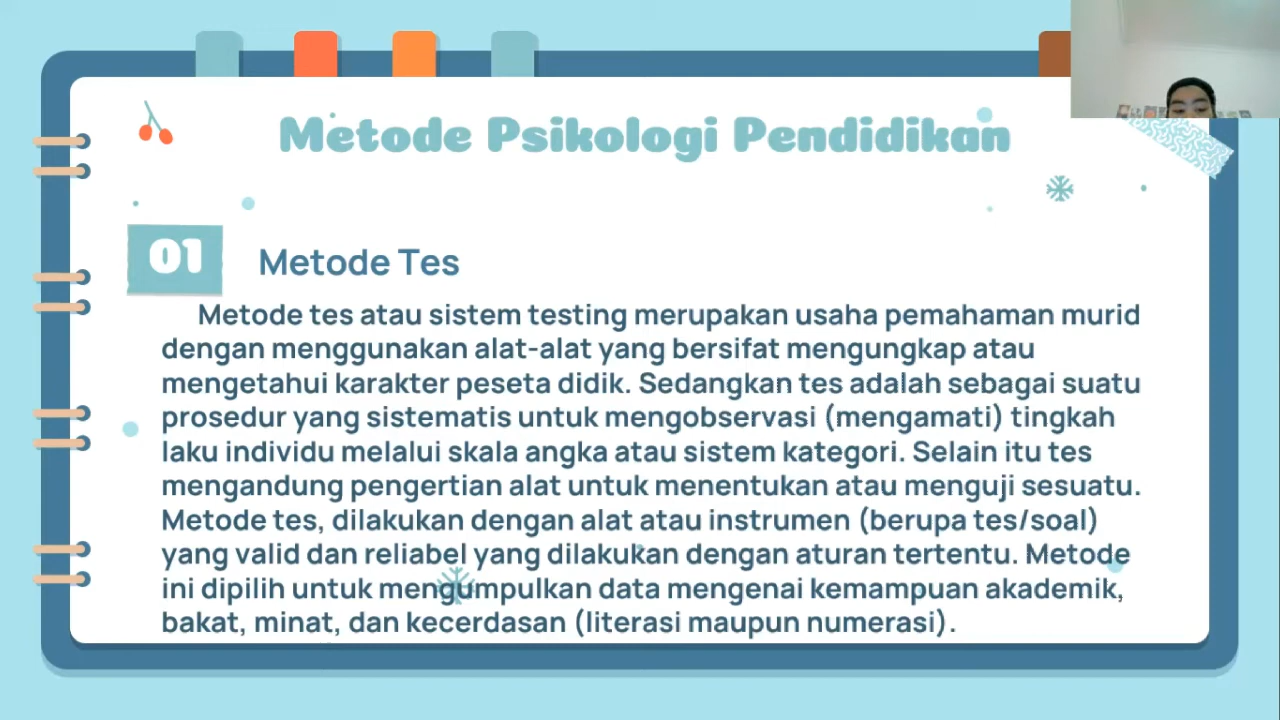 Metode Psikologi Pendidikan
01
Metode Tes
Metode tes atau sistem testing merupakan usaha pemahaman murid
dengan menggunakan alat-alat yang bersifat mengungkap atau
mengetahui karakter peseta didik. Sedangkan tes adalah sebagai suatu
prosedur yang sistematis untuk mengobservasi (mengamati) tingkah
laku individu melalui skala angka atau sistem kategori. Selain itu tes
mengandung pengertian alat untuk menentukan atau menguji sesuatu.
Metode tes, dilakukan dengan alat atau instrumen (berupa tes/soal)
yang valid dan reliabel yang dilakukan dengan aturan tertentu. Metode
ini dipilih untuk mengumpulkan data mengenai kemampuan akademik,
bakat, minat, dan kecerdasan (literasi maupun numerasi).